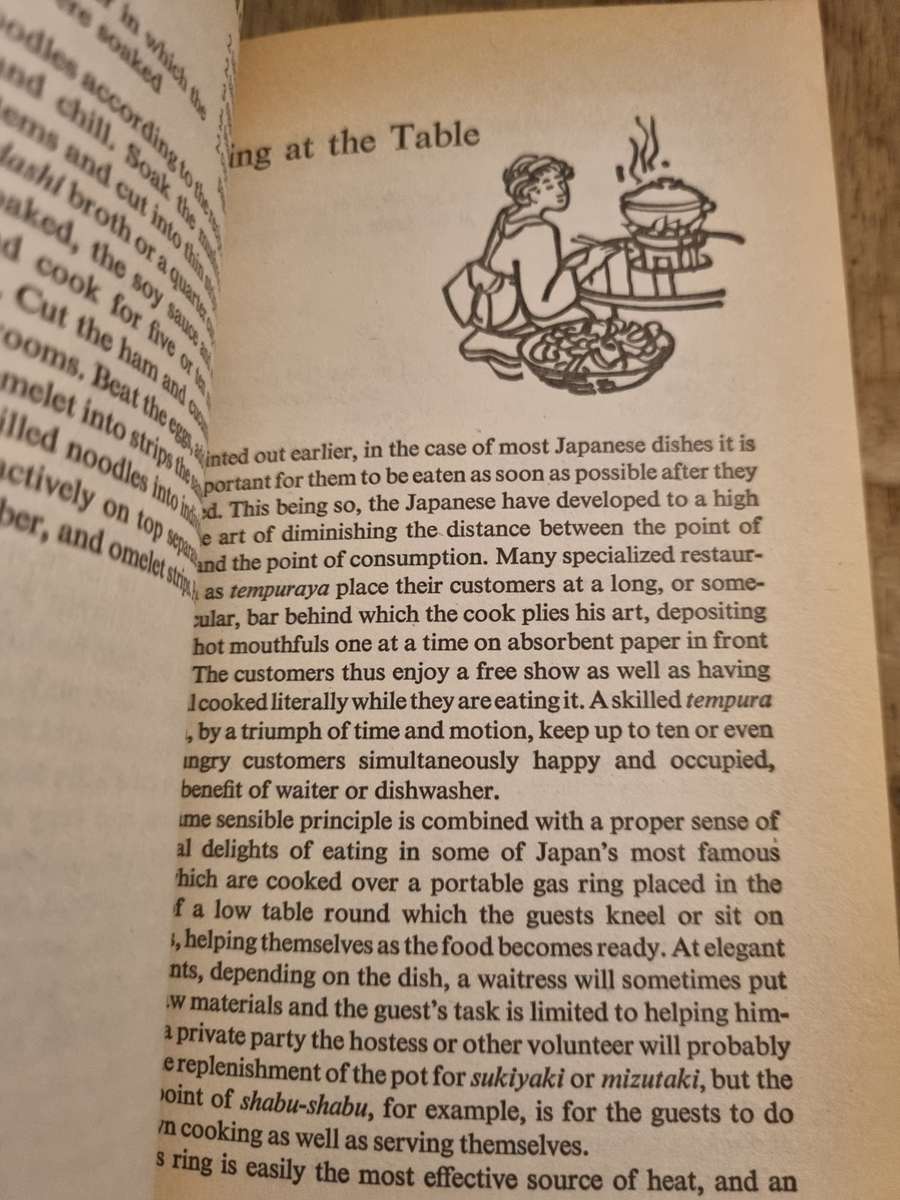 in which the
soaked
according to the
and chill. Soak the
and cut into thin
dashi broth or a quarter
the soy sauce and
cook for five or ten
Cut the ham and
Beat the eggs,
into strips the
noodles into
on top
and omelet strips
ing at the Table
inted out earlier, in the case of most Japanese dishes it is
portant for them to be eaten as soon as possible after they
d. This being so, the Japanese have developed to a high
e art of diminishing the distance between the point of
and the point of consumption. Many specialized restaur-
as tempuraya place their customers at a long, or some-
cular, bar behind which the cook plies his art, depositing
hot mouthfuls one at a time on absorbent paper in front
The customers thus enjoy a free show as well as having
cooked literally while they are eating it. A skilled tempura
, by a triumph of time and motion, keep up to ten or even
ngry customers simultaneously happy and occupied,
benefit of waiter or dishwasher.
me sensible principle is combined with a proper sense of
al delights of eating in some of Japan's most famous
hich are cooked over a portable gas ring placed in the
f a low table round which the guests kneel or sit on
s, helping themselves as the food becomes ready. At elegant
nts, depending on the dish, a waitress will sometimes put
w materials and the guest's task is limited to helping him-
a private party the hostess or other volunteer will probably
e replenishment of the pot for sukiyaki or mizutaki, but the
oint of shabu-shabu, for example, is for the guests to do
n cooking as well as serving themselves.
s ring is easily the most effective source of heat, and an